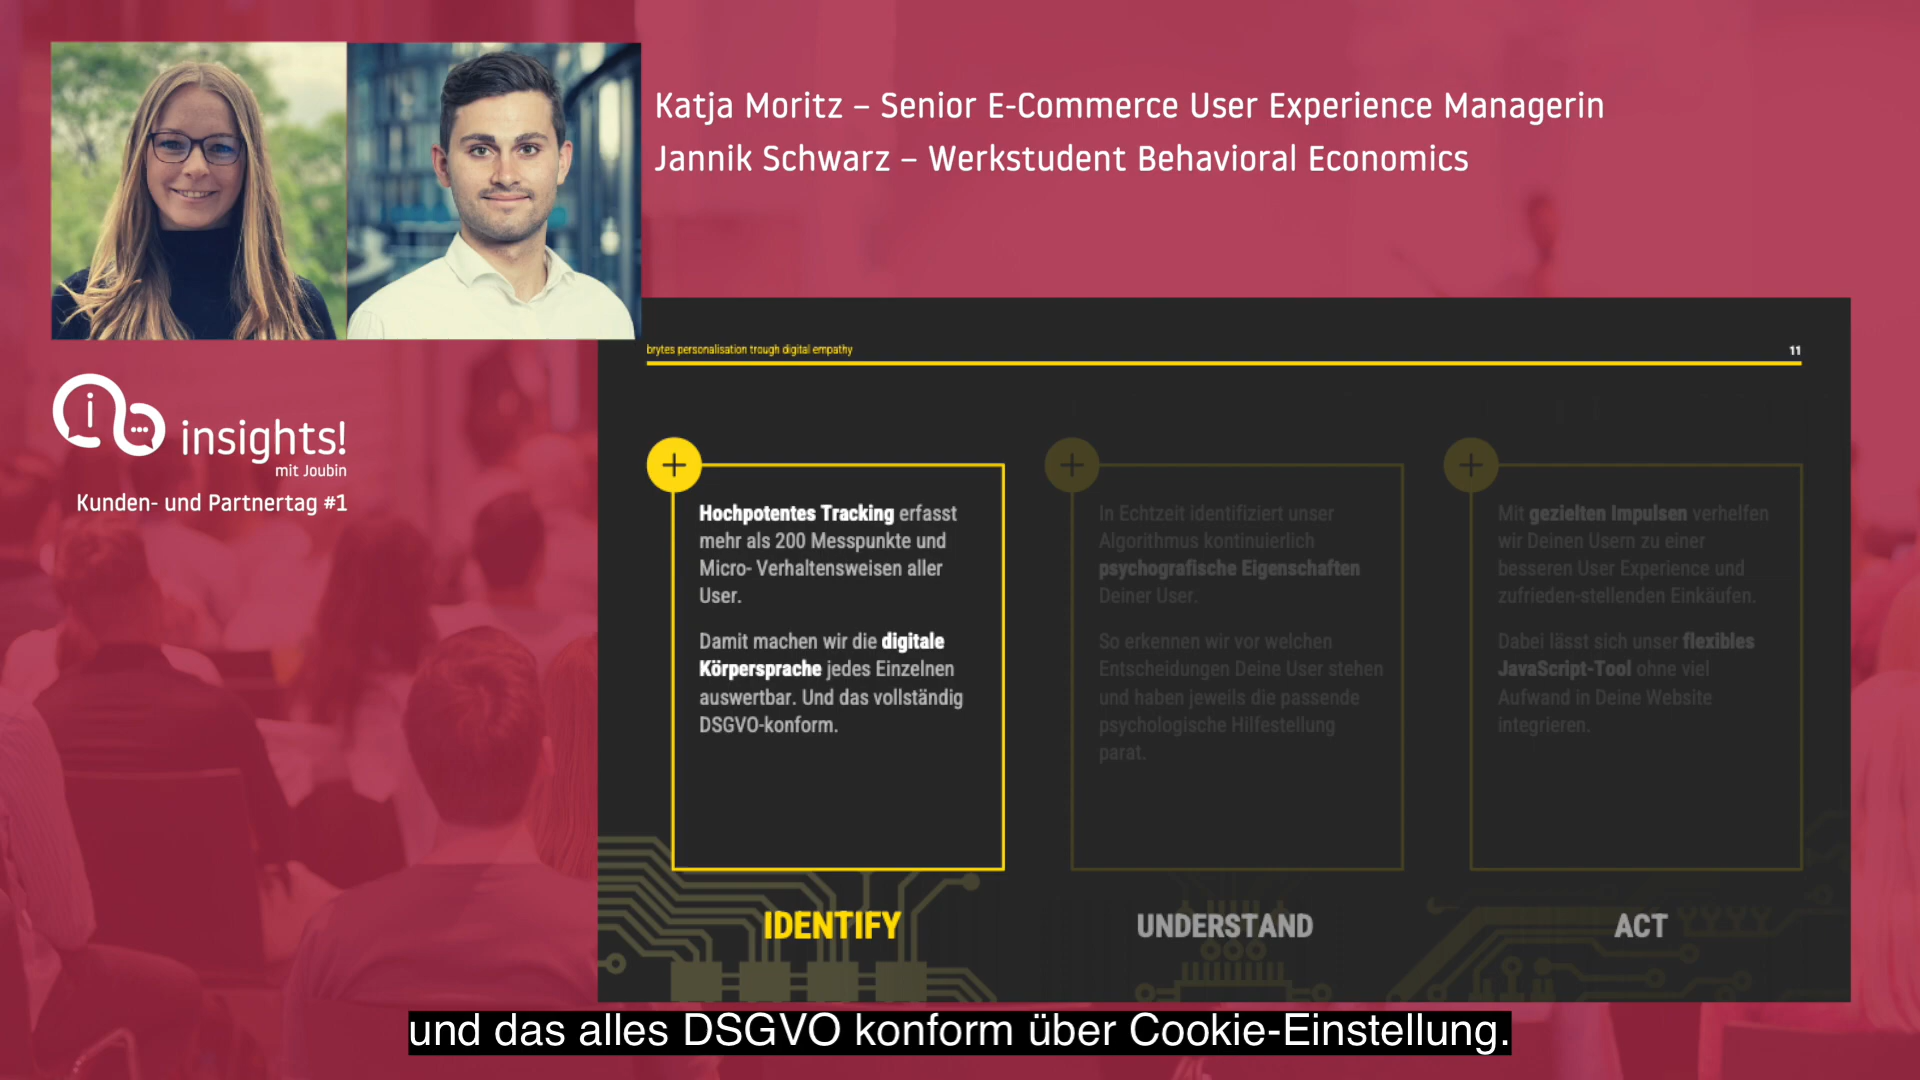 Katja Moritz – Senior E-Commerce User Experience Managerin
Jannik Schwarz – Werkstudent Behavioral Economics
i
insights!
mit Joubin
Kunden- und Partnertag #1
brytes personalisation trough digital empathy
11
Hochpotentes Tracking erfasst
mehr als 200 Messpunkte und
Micro- Verhaltensweisen aller
User.
Damit machen wir die digitale
Körpersprache jedes Einzelnen
auswertbar. Und das vollständig
DSGVO-konform.
IDENTIFY
In Echtzeit identifiziert unser
Algorithmus kontinuierlich
psychografische Eigenschaften
Deiner User.
So erkennen wir vor welchen
Entscheidungen Deine User stehen
und haben jeweils die passende
psychologische Hilfestellung
parat.
UNDERSTAND
Mit gezielten Impulsen verhelfen
wir Deinen Usern zu einer
besseren User Experience und
zufrieden-stellenden Einkäufen.
Dabei lässt sich unser flexibles
JavaScript-Tool ohne viel
Aufwand in Deine Website
integrieren.
ACT
und das alles DSGVO konform über Cookie-Einstellung.